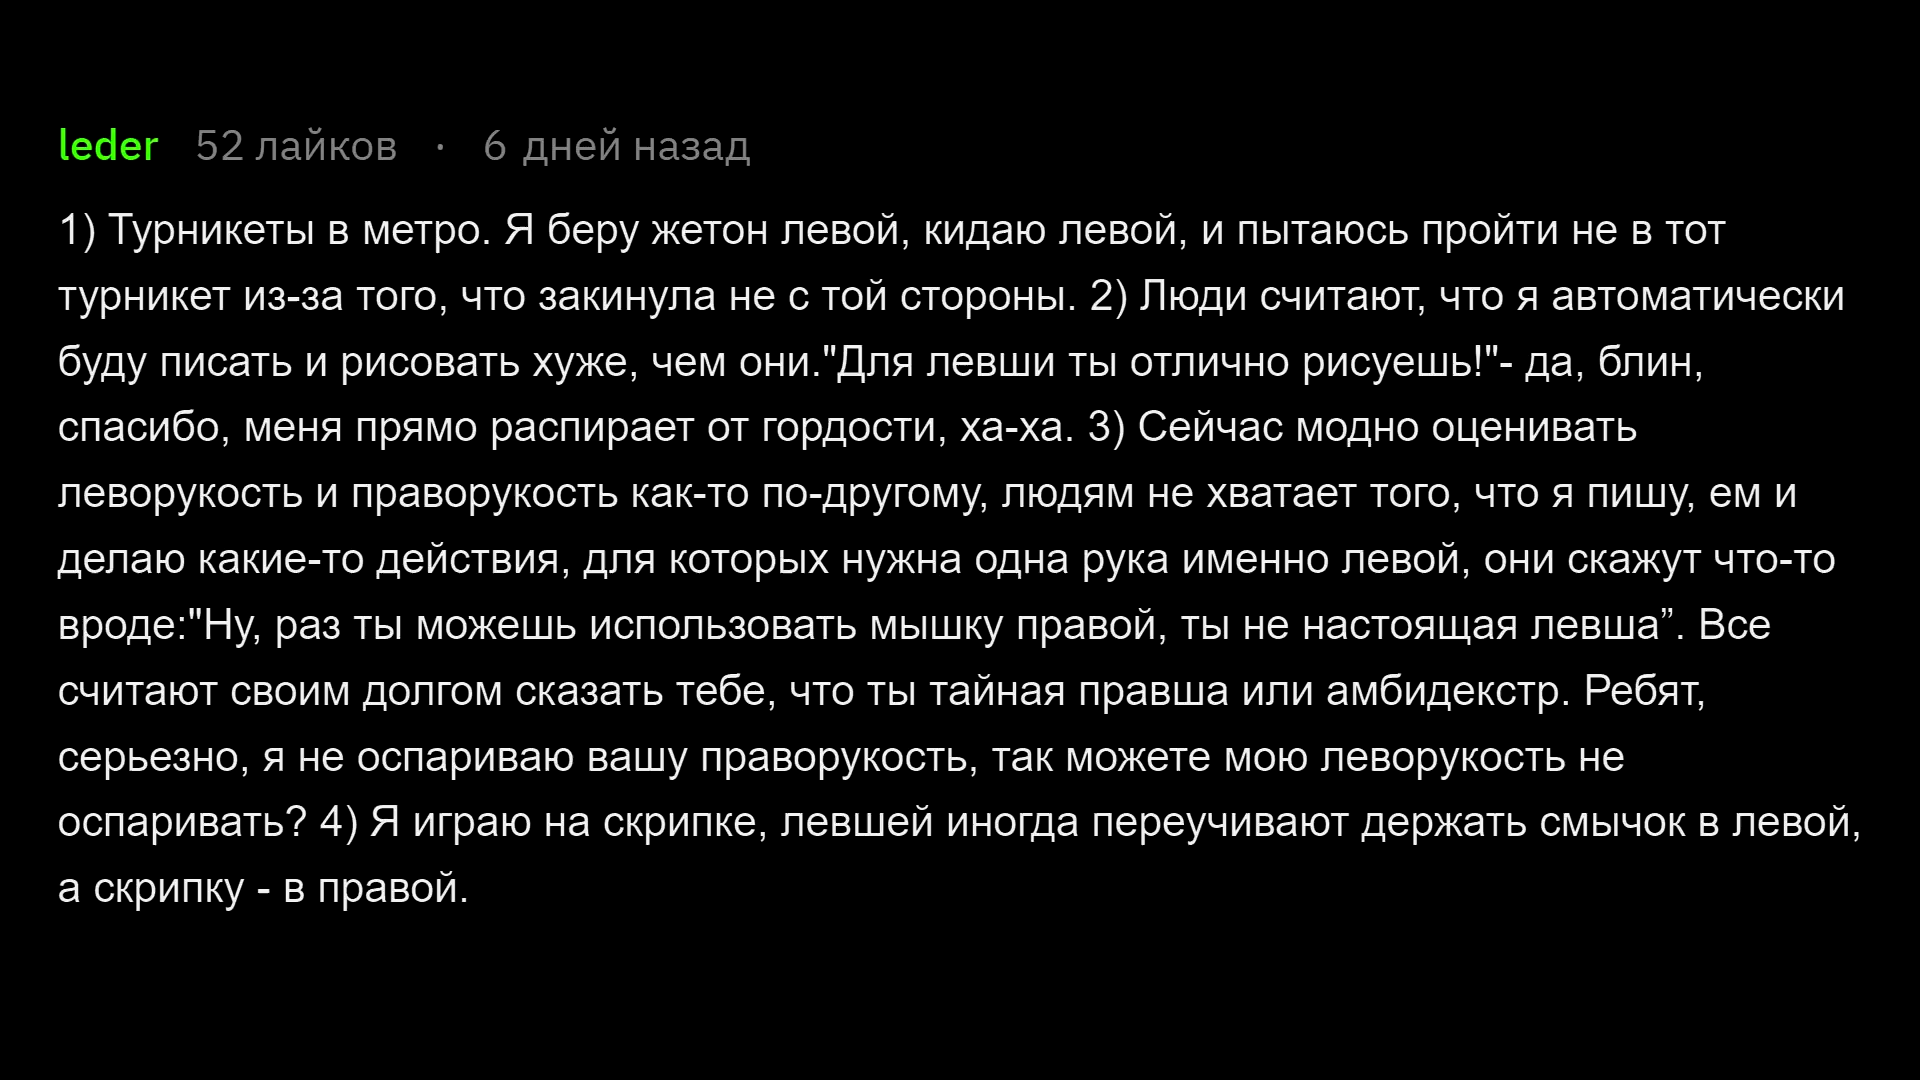 leder 52 лайков · 6 дней назад
1) Турникеты в метро. Я беру жетон левой, кидаю левой, и пытаюсь пройти не в тот
турникет из-за того, что закинула не с той стороны. 2) Люди считают, что я автоматически
буду писать и рисовать хуже, чем они."Для левши ты отлично рисуешь!"- да, блин,
спасибо, меня прямо распирает от гордости, ха-ха. 3) Сейчас модно оценивать
леворукость и праворукость как-то по-другому, людям не хватает того, что я пишу, ем и
делаю какие-то действия, для которых нужна одна рука именно левой, они скажут что-то
вроде:"Ну, раз ты можешь использовать мышку правой, ты не настоящая левша”. Все
считают своим долгом сказать тебе, что ты тайная правша или амбидекстр. Ребят,
серьезно, я не оспариваю вашу праворукость, так можете мою леворукость не
оспаривать? 4) Я играю на скрипке, левшей иногда переучивают держать смычок в левой,
а скрипку - в правой.